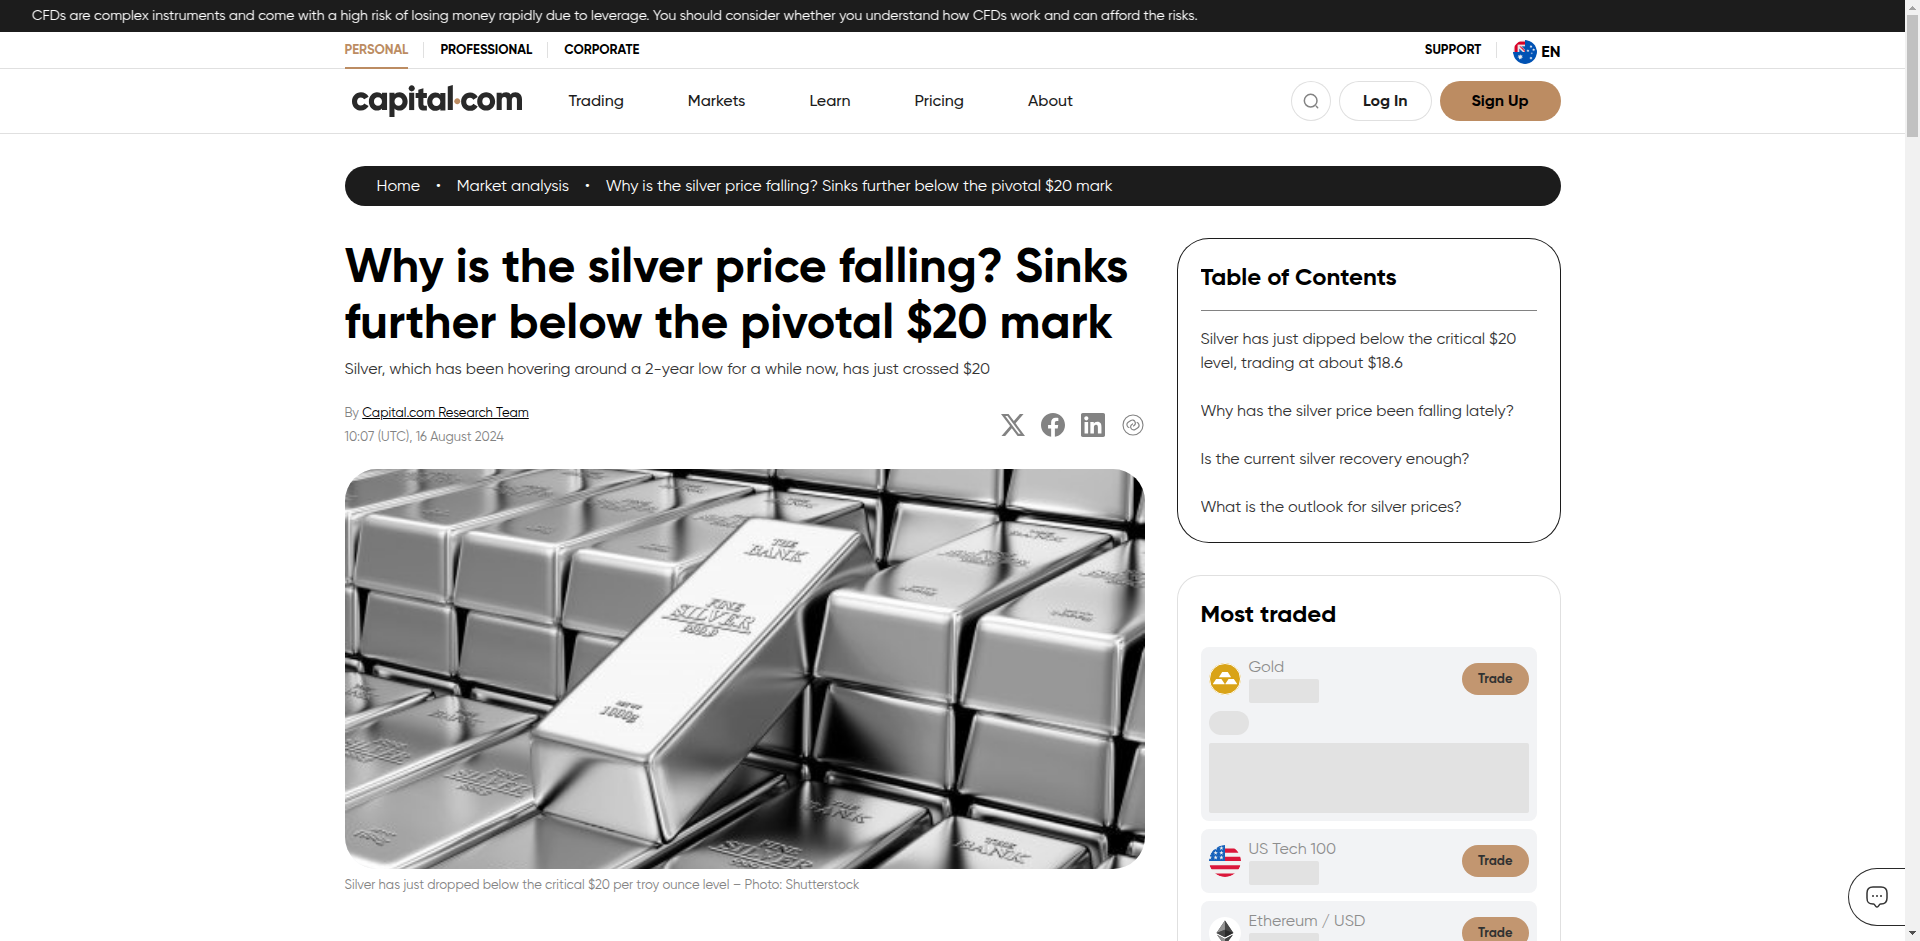 CFDs are complex instruments and come with a high risk of losing money rapidly due to leverage. You should consider whether you understand how CFDs work and can afford the risks.
PERSONAL PROFESSIONAL CORPORATE SUPPORT EN
capital.com Trading Markets Learn Pricing About Log In Sign Up
Home • Market analysis • Why is the silver price falling? Sinks further below the pivotal $20 mark
Why is the silver price falling? Sinks
further below the pivotal $20 mark
Silver, which has been hovering around a 2-year low for a while now, has just crossed $20
By Capital.com Research Team
10:07 (UTC), 16 August 2024
THE
BANK
FINE
SILVER
1000g
Silver has just dropped below the critical $20 per troy ounce level – Photo: Shutterstock
Table of Contents
Silver has just dipped below the critical $20
level, trading at about $18.6
Why has the silver price been falling lately?
Is the current silver recovery enough?
What is the outlook for silver prices?
Most traded
Gold
Trade
US Tech 100
Trade
Ethereum / USD
Trade